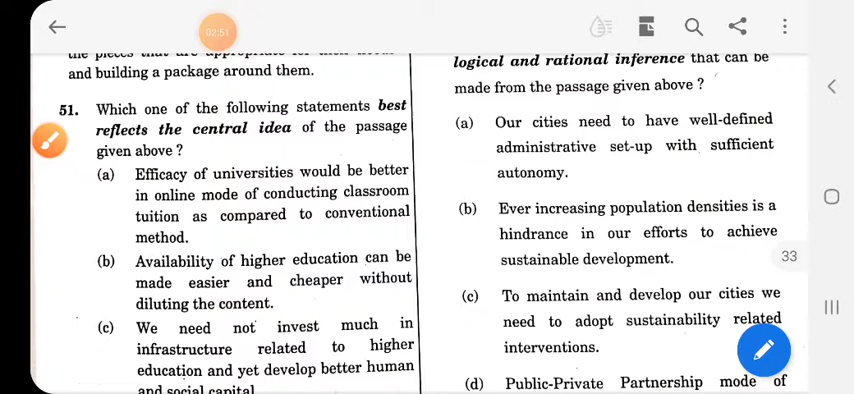 02:51
and building a package around them.
51. Which one of the following statements best
reflects the central idea of the passage
given above ?
(a) Efficacy of universities would be better
in online mode of conducting classroom
tuition as compared to conventional
method.
(b) Availability of higher education can be
made easier and cheaper without
diluting the content.
(c) We need not invest much in
infrastructure related to higher
education and yet develop better human
and social capital.
logical and rational inference that can be
made from the passage given above ?
(a) Our cities need to have well-defined
administrative set-up with sufficient
autonomy.
(b) Ever increasing population densities is a
hindrance in our efforts to achieve
sustainable development.
(c) To maintain and develop our cities we
need to adopt sustainability related
interventions.
(d) Public-Private Partnership mode of
33